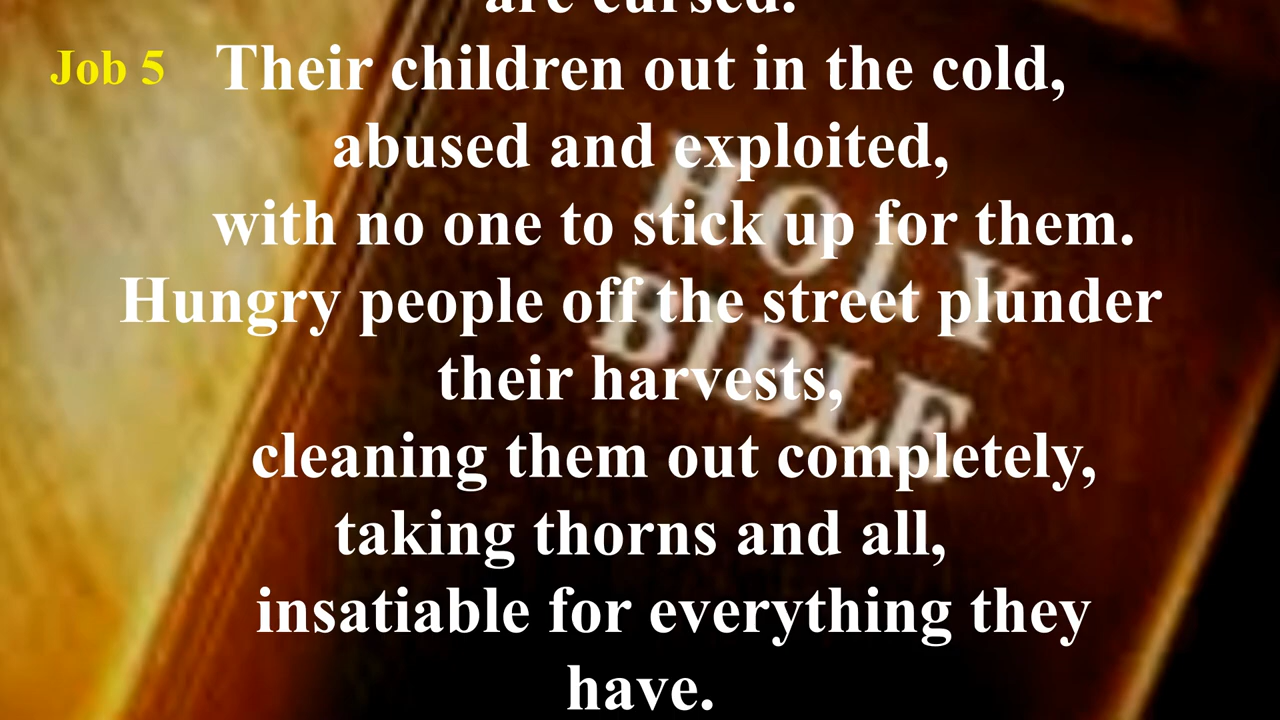 are cursed.
Job 5
Their children out in the cold,
abused and exploited,
with no one to stick up for them.
Hungry people off the street plunder
their harvests,
cleaning them out completely,
taking thorns and all,
insatiable for everything they
have.
HOLY
BIBLE